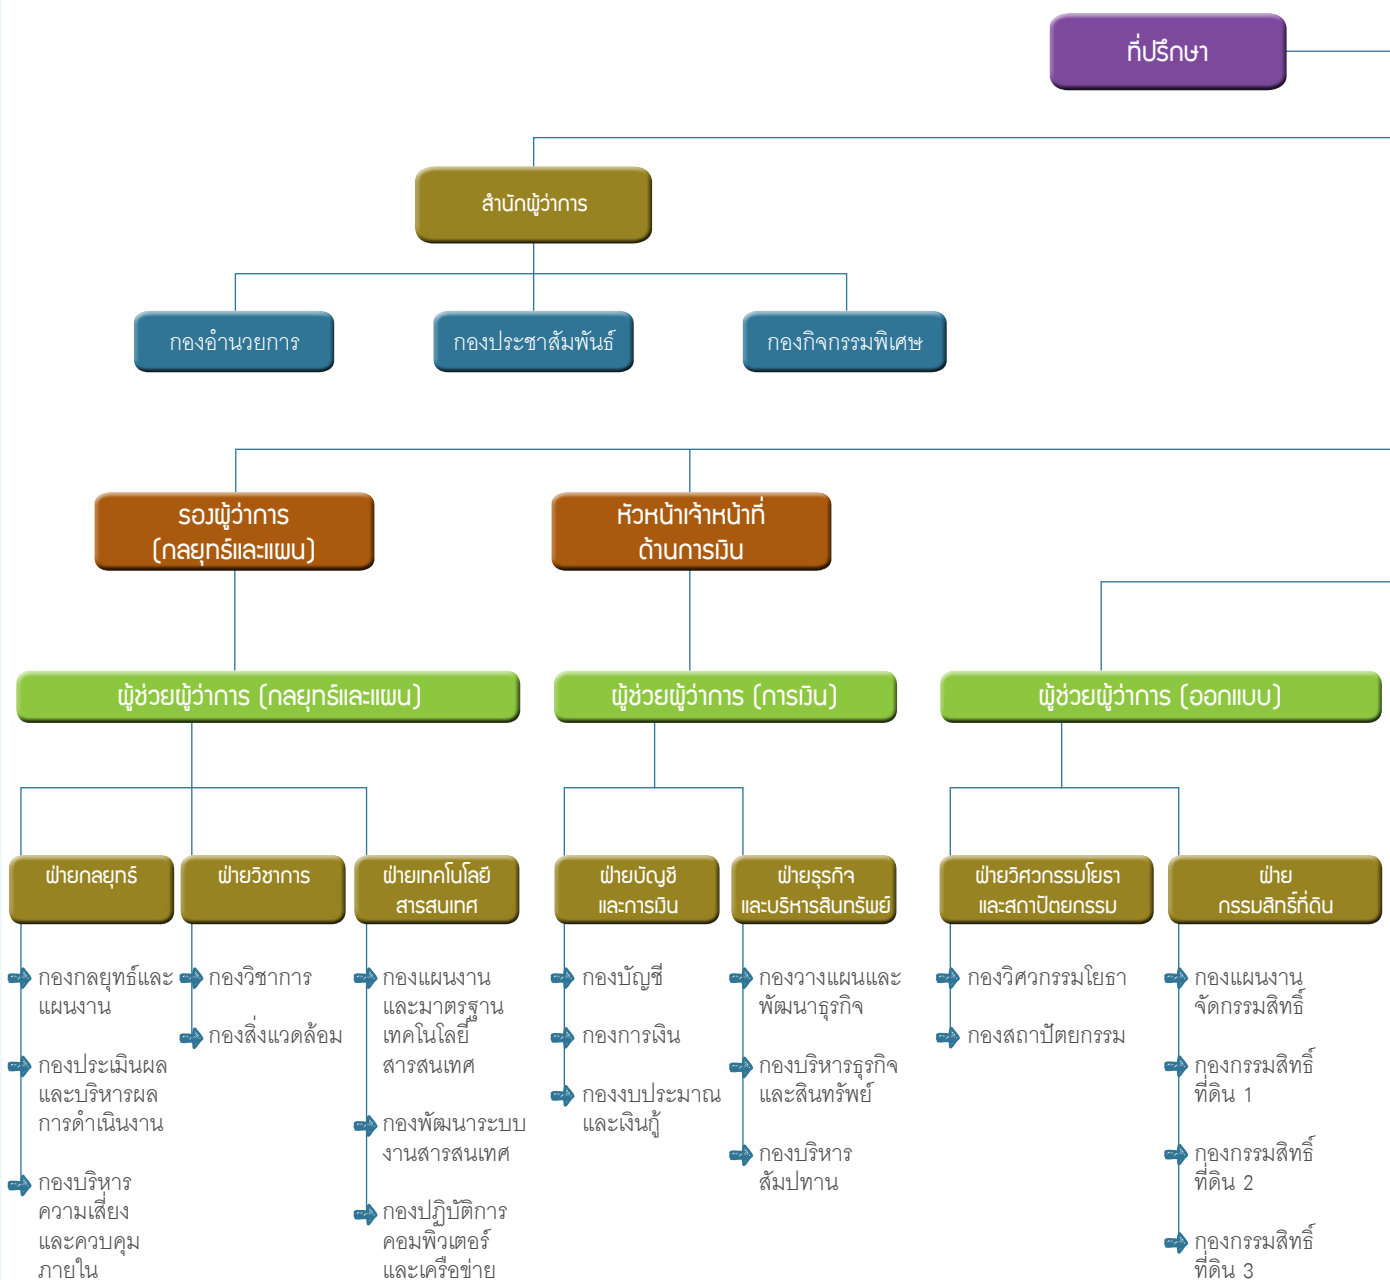 ที่ปรึกษา
สำนักผู้ว่าการ
กองอำนวยการ
กองประชาสัมพันธ์
กองกิจกรรมพิเศษ
รองผู้ว่าการ
(กลยุทธ์และแผน)
หัวหน้าเจ้าหน้าที่
ด้านการเงิน
ผู้ช่วยผู้ว่าการ (กลยุทธ์และแผน)
ผู้ช่วยผู้ว่าการ (การเงิน)
ผู้ช่วยผู้ว่าการ (ออกแบบ)
ฝ่ายกลยุทธ์
กองกลยุทธ์และ
แผนงาน
กองประเมินผล
และบริหารผล
การดำเนินงาน
กองบริหาร
ความเสี่ยง
และควบคุม
ภายใน
ฝ่ายวิชาการ
กองวิชาการ
กองสิ่งแวดล้อม
ฝ่ายเทคโนโลยี
สารสนเทศ
กองแผนงาน
และมาตรฐาน
เทคโนโลยี
สารสนเทศ
กองพัฒนาระบบ
งานสารสนเทศ
กองปฏิบัติการ
คอมพิวเตอร์
และเครือข่าย
ฝ่ายบัญชี
และการเงิน
กองบัญชี
กองการเงิน
กองงบประมาณ
และเงินกู้
ฝ่ายธุรกิจ
และบริหารสินทรัพย์
กองวางแผนและ
พัฒนาธุรกิจ
กองบริหารธุรกิจ
และสินทรัพย์
กองบริหาร
สัมปทาน
ฝ่ายวิศวกรรมโยธา
และสถาปัตยกรรม
กองวิศวกรรมโยธา
กองสถาปัตยกรรม
ฝ่าย
กรรมสิทธิ์ที่ดิน
กองแผนงาน
จัดกรรมสิทธิ์
กองกรรมสิทธิ์
ที่ดิน 1
กองกรรมสิทธิ์
ที่ดิน 2
กองกรรมสิทธิ์
ที่ดิน 3